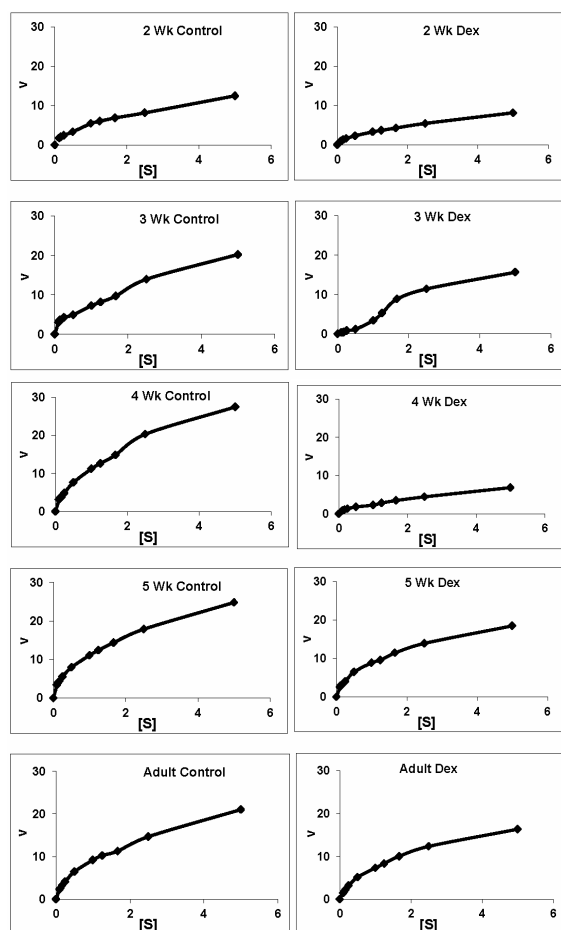 2 Wk Control
30
20
10
0
v
0 2 4 6
[S]
2 Wk Dex
30
20
10
0
v
0 2 4 6
[S]
3 Wk Control
30
20
10
0
v
0 2 4 6
[S]
3 Wk Dex
30
20
10
0
v
0 2 4 6
[S]
4 Wk Control
30
20
10
0
v
0 2 4 6
[S]
4 Wk Dex
30
20
10
0
v
0 2 4 6
[S]
5 Wk Control
30
20
10
0
v
0 2 4 6
[S]
5 Wk Dex
30
20
10
0
v
0 2 4 6
[S]
Adult Control
30
20
10
0
v
0 2 4 6
[S]
Adult Dex
30
20
10
0
v
0 2 4 6
[S]